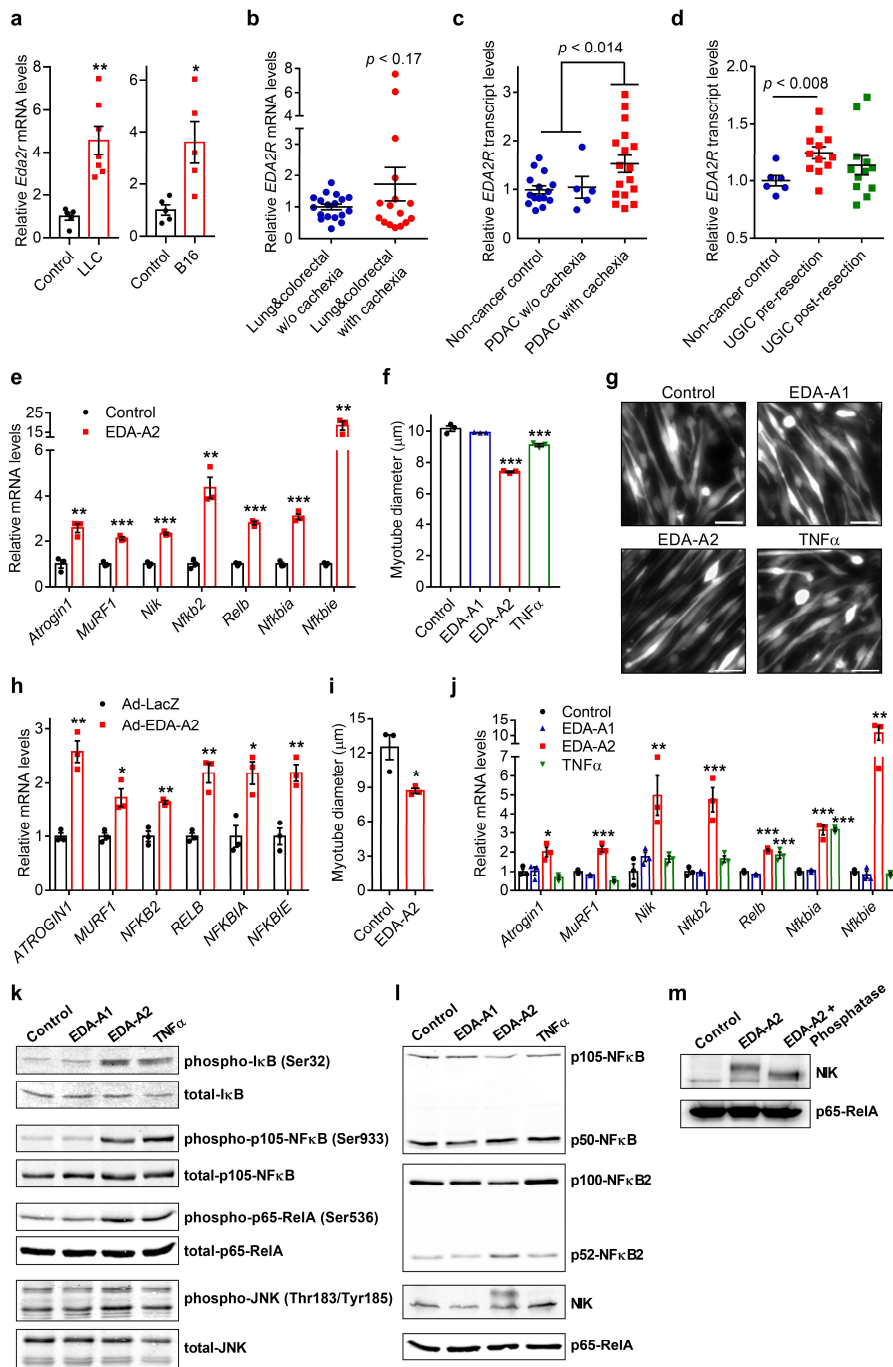 a
Relative Eda2r mRNA levels
8
6
4
2
0
**
Control
LLC
6
4
2
0
*
Control
B16
b
Relative EDA2R mRNA levels
8
6
4
3
2
1
0
p < 0.17
Lung&colorectal
w/o cachexia
Lung&colorectal
with cachexia
c
Relative EDA2R transcript levels
4
3
2
1
0
p < 0.014
Non-cancer control
PDAC w/o cachexia
PDAC with cachexia
d
Relative EDA2R transcript levels
2.0
1.5
1.0
0.5
p < 0.008
Non-cancer control
UGIC pre-resection
UGIC post-resection
e
Control
EDA-A2
Relative mRNA levels
25
15
6
4
2
0
** *** *** ** *** *** **
Atrogin1 MuRF1 Nik Nfkb2 Relb Nfkbia Nfkbie
f
Myotube diameter (μm)
12
10
8
6
4
2
0
*** ***
Control
EDA-A1
EDA-A2
TNFα
g
Control EDA-A1
EDA-A2 TNFα
h
Ad-LacZ
Ad-EDA-A2
Relative mRNA levels
3
2
1
0
** * ** ** * **
ATROGIN1 MURF1 NFKB2 RELB NFKBIA NFKBIE
i
Myotube diameter (μm)
15
12
9
6
3
0
*
Control
EDA-A2
j
Control
EDA-A1
EDA-A2
TNFα
Relative mRNA levels
15
10
5
6
4
2
0
* *** ** *** *** *** *** *** **
Atrogin1 MuRF1 Nik Nfkb2 Relb Nfkbia Nfkbie
k
Control EDA-A1 EDA-A2 TNFα
phospho-IκB (Ser32)
total-IκB
phospho-p105-NFκB (Ser933)
total-p105-NFκB
phospho-p65-RelA (Ser536)
total-p65-RelA
phospho-JNK (Thr183/Tyr185)
total-JNK
l
Control EDA-A1 EDA-A2 TNFα
p105-NFκB
p50-NFκB
p100-NFκB2
p52-NFκB2
NIK
p65-RelA
m
Control EDA-A2 EDA-A2 +
Phosphatase
NIK
p65-RelA